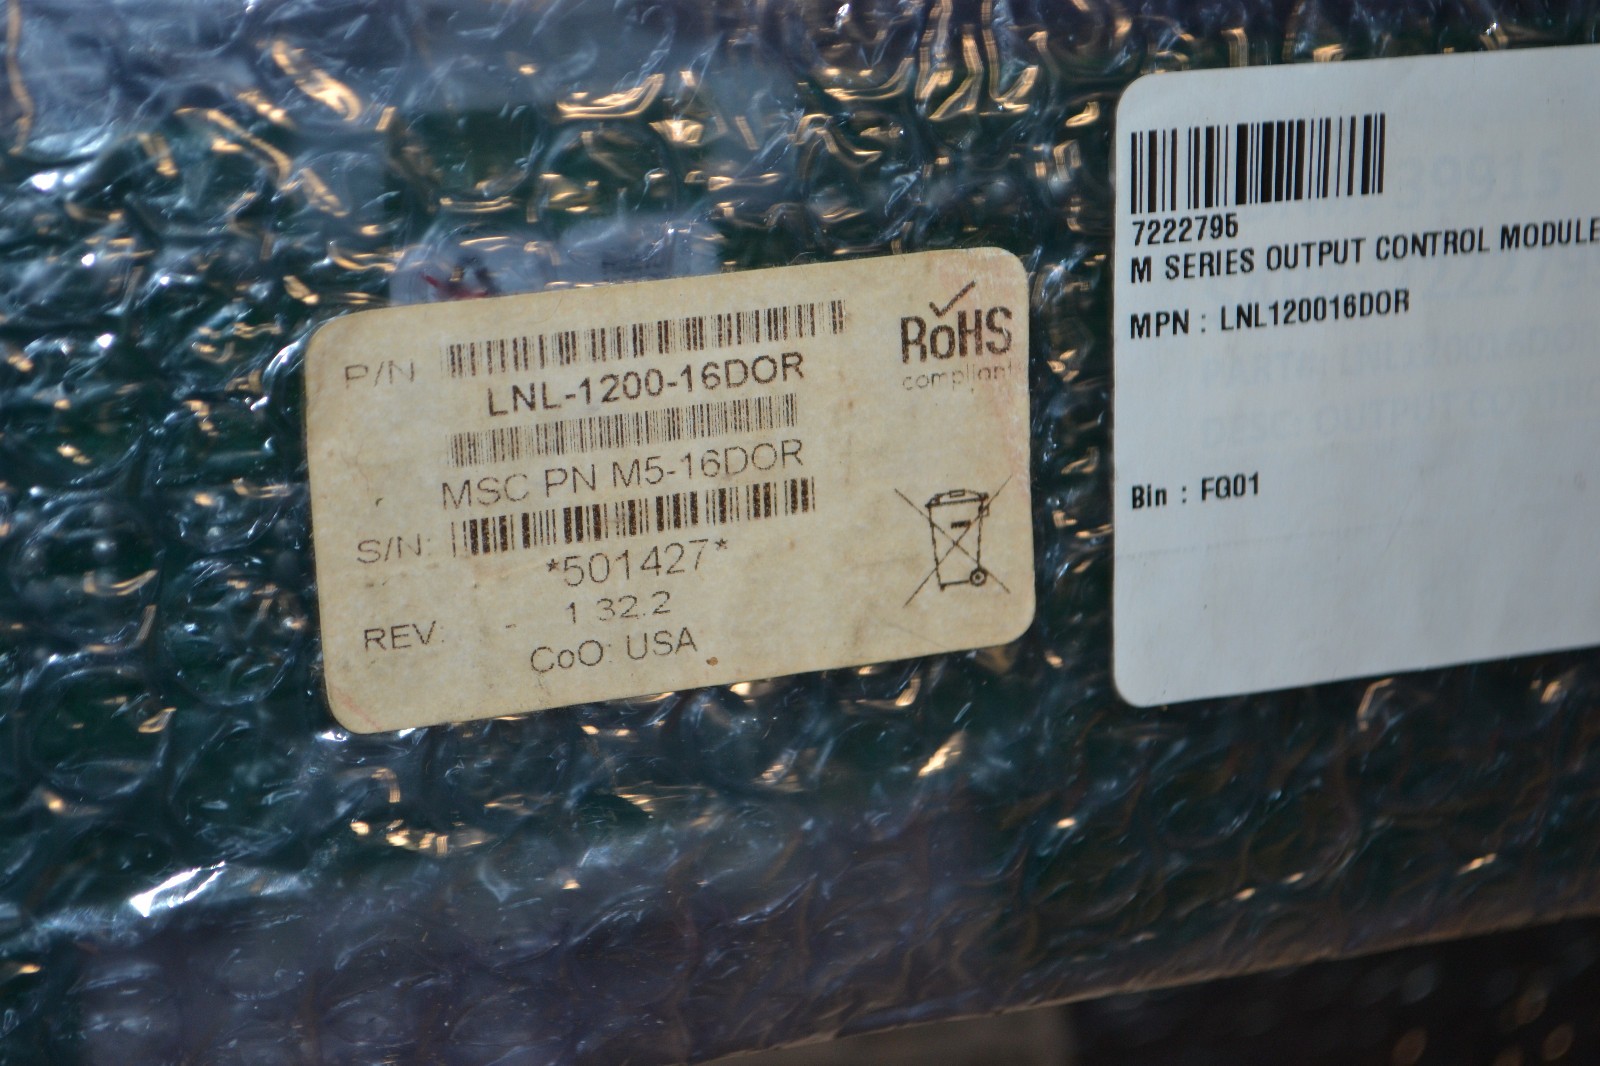 P/N
LNL-1200-16DOR
MSC PN M5-16DOR
S/N:
*501427*
REV:
1 32.2
CoO: USA
RoHS
compliant
7222795
M SERIES OUTPUT CONTROL MODULE
MPN : LNL120016DOR
Bin : FG01